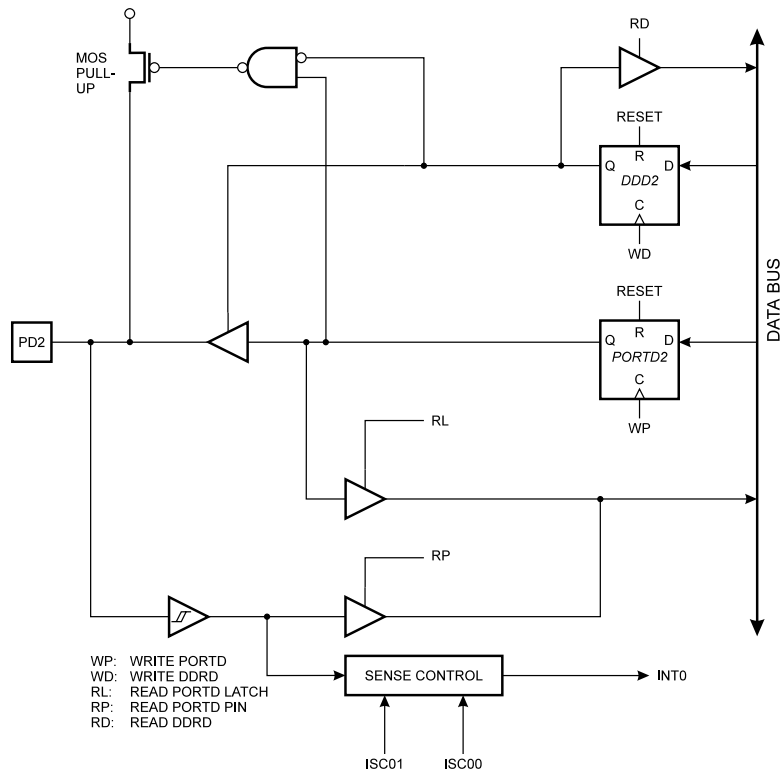 RD
MOS
PULL-
UP
RESET
R
Q D
DDD2
C
WD
DATA BUS
RESET
R
PD2
Q D
PORTD2
C
WP
RL
RP
WP: WRITE PORTD
WD: WRITE DDRD
RL: READ PORTD LATCH
RP: READ PORTD PIN
RD: READ DDRD
SENSE CONTROL
INT0
ISC01 ISC00